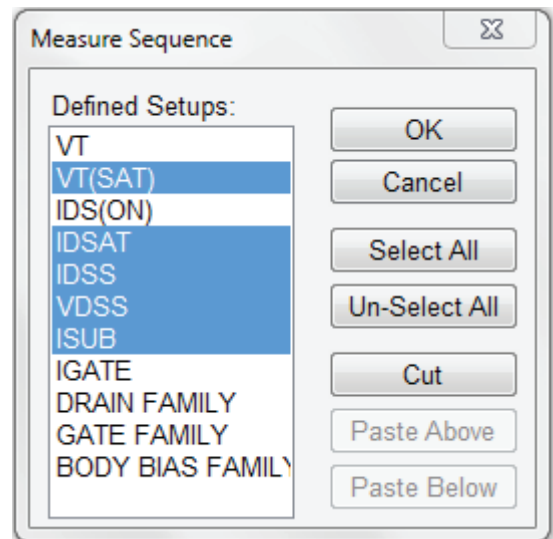 Measure Sequence
Defined Setups:
VT
VT(SAT)
IDS(ON)
IDSAT
IDSS
VDSS
ISUB
IGATE
DRAIN FAMILY
GATE FAMILY
BODY BIAS FAMILY
OK
Cancel
Select All
Un-Select All
Cut
Paste Above
Paste Below